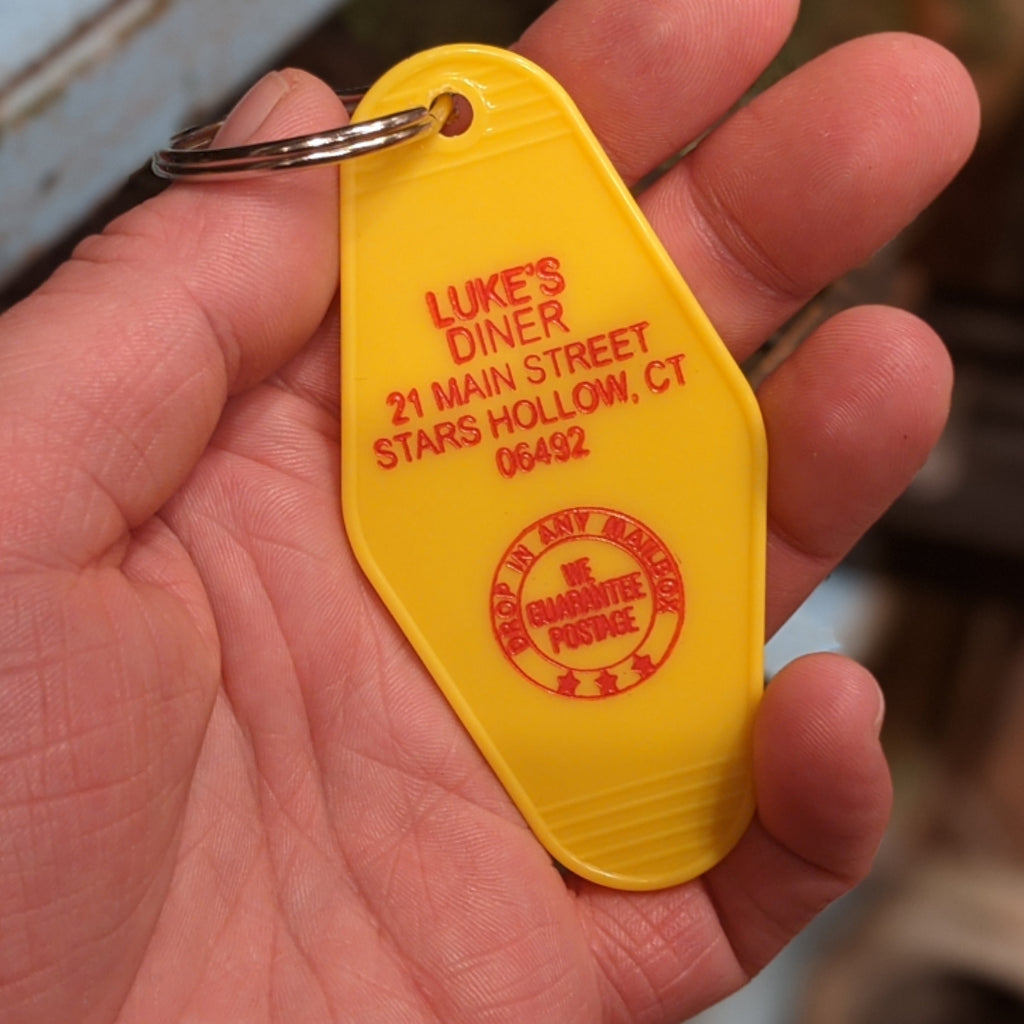 LUKE'S
DINER
21 MAIN STREET
STARS HOLLOW, CT
06492
DROP IN ANY MAILBOX
WE
GUARANTEE
POSTAGE